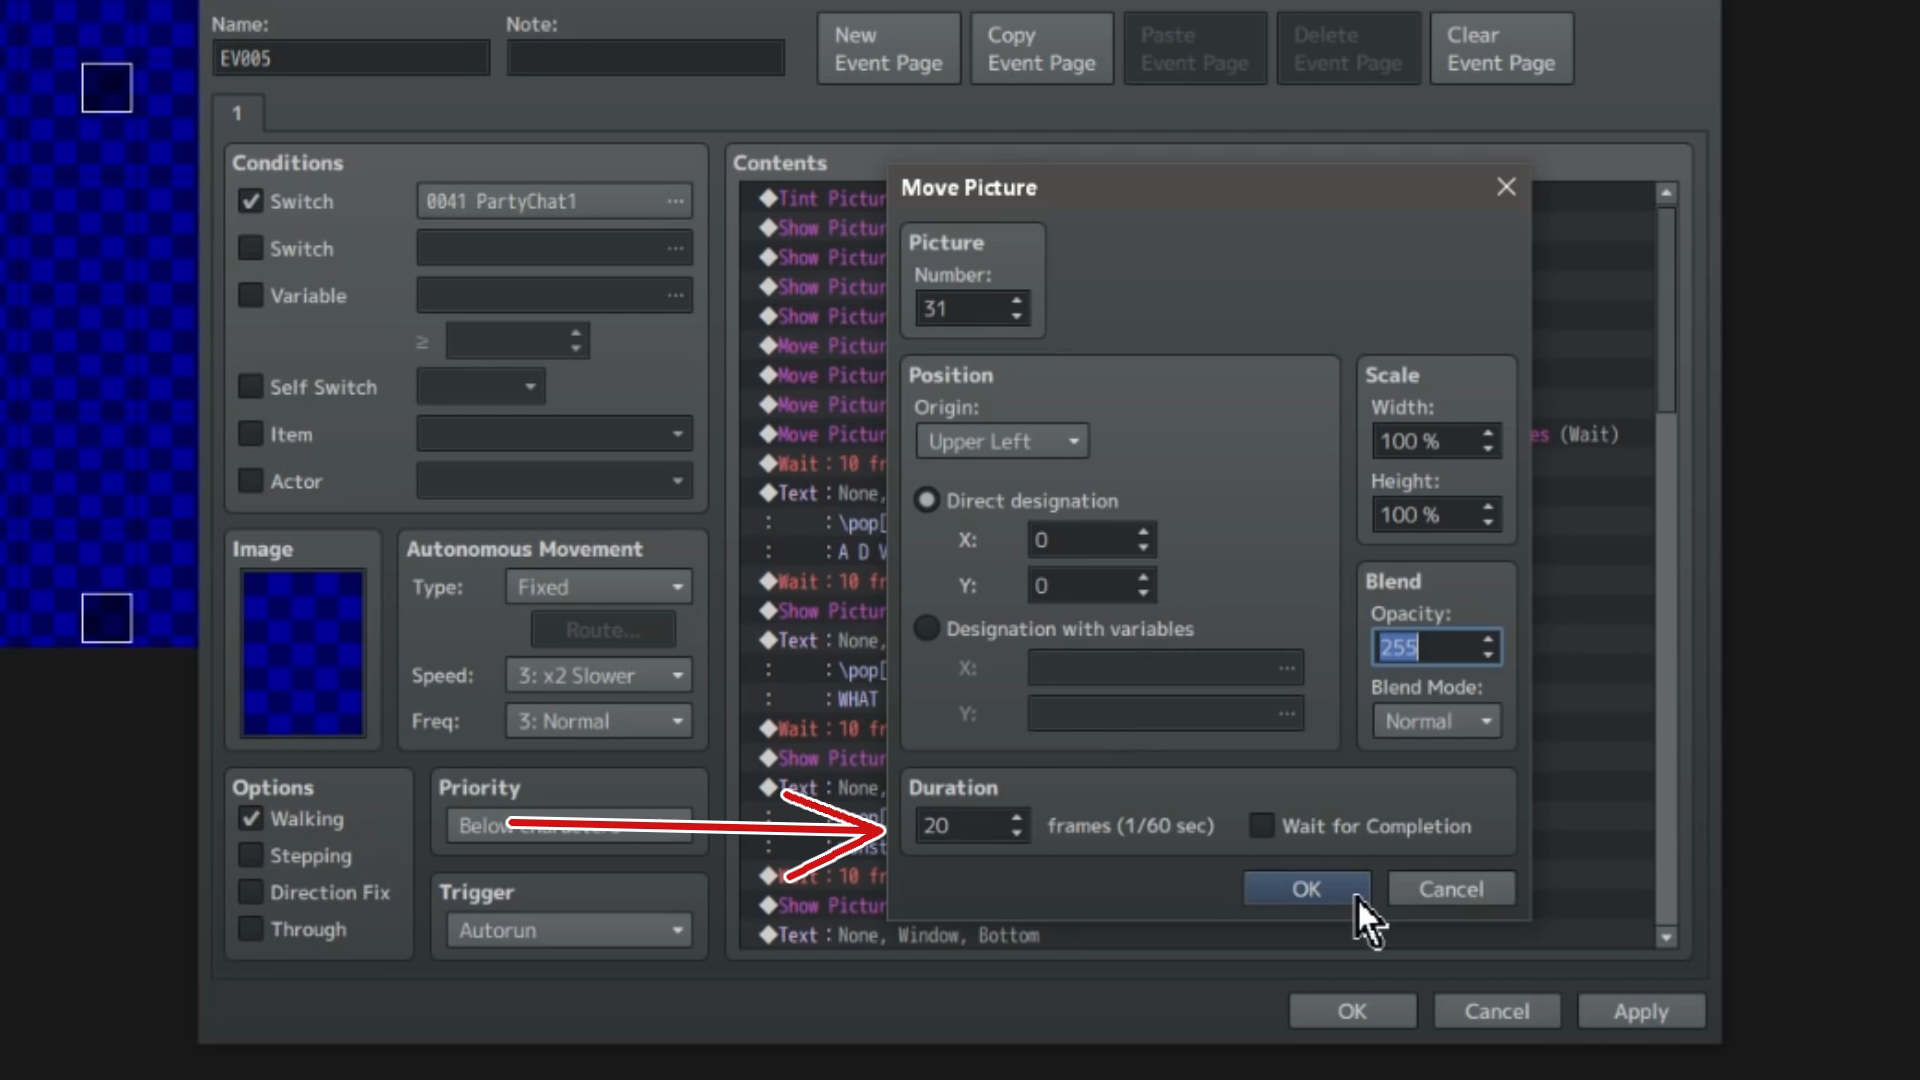 Name:
Note:
EV005
New
Event Page
Copy
Event Page
Paste
Event Page
Delete
Event Page
Clear
Event Page
1
Conditions
Switch
0041 PartyChat1
...
Switch
...
Variable
...
≥
Self Switch
Item
Actor
Image
Autonomous Movement
Type:
Fixed
Route...
Speed:
3: x2 Slower
Freq:
3: Normal
Options
Walking
Stepping
Direction Fix
Through
Priority
Below
Trigger
Autorun
Contents
◆Tint Pictur
◆Show Pictur
◆Show Pictur
◆Show Pictur
◆Show Pictur
◆Move Pictur
◆Move Pictur
◆Move Pictur
◆Move Pictur
es (Wait)
◆Wait : 10 fr
◆Text : None,
: : \pop[
: : A D V
◆Wait : 10 fr
◆Show Pictur
◆Text : None,
: : \pop[
: : WHAT
◆Wait : 10 fr
◆Show Pictur
◆Text : None,
◆Show Pictur
◆Text : None, Window, Bottom
Move Picture
Picture
Number:
31
Position
Origin:
Upper Left
Direct designation
X:
0
Y:
0
Designation with variables
X:
...
Y:
...
Scale
Width:
100 %
Height:
100 %
Blend
Opacity:
255
Blend Mode:
Normal
Duration
20
frames (1/60 sec)
Wait for Completion
OK
Cancel
OK
Cancel
Apply